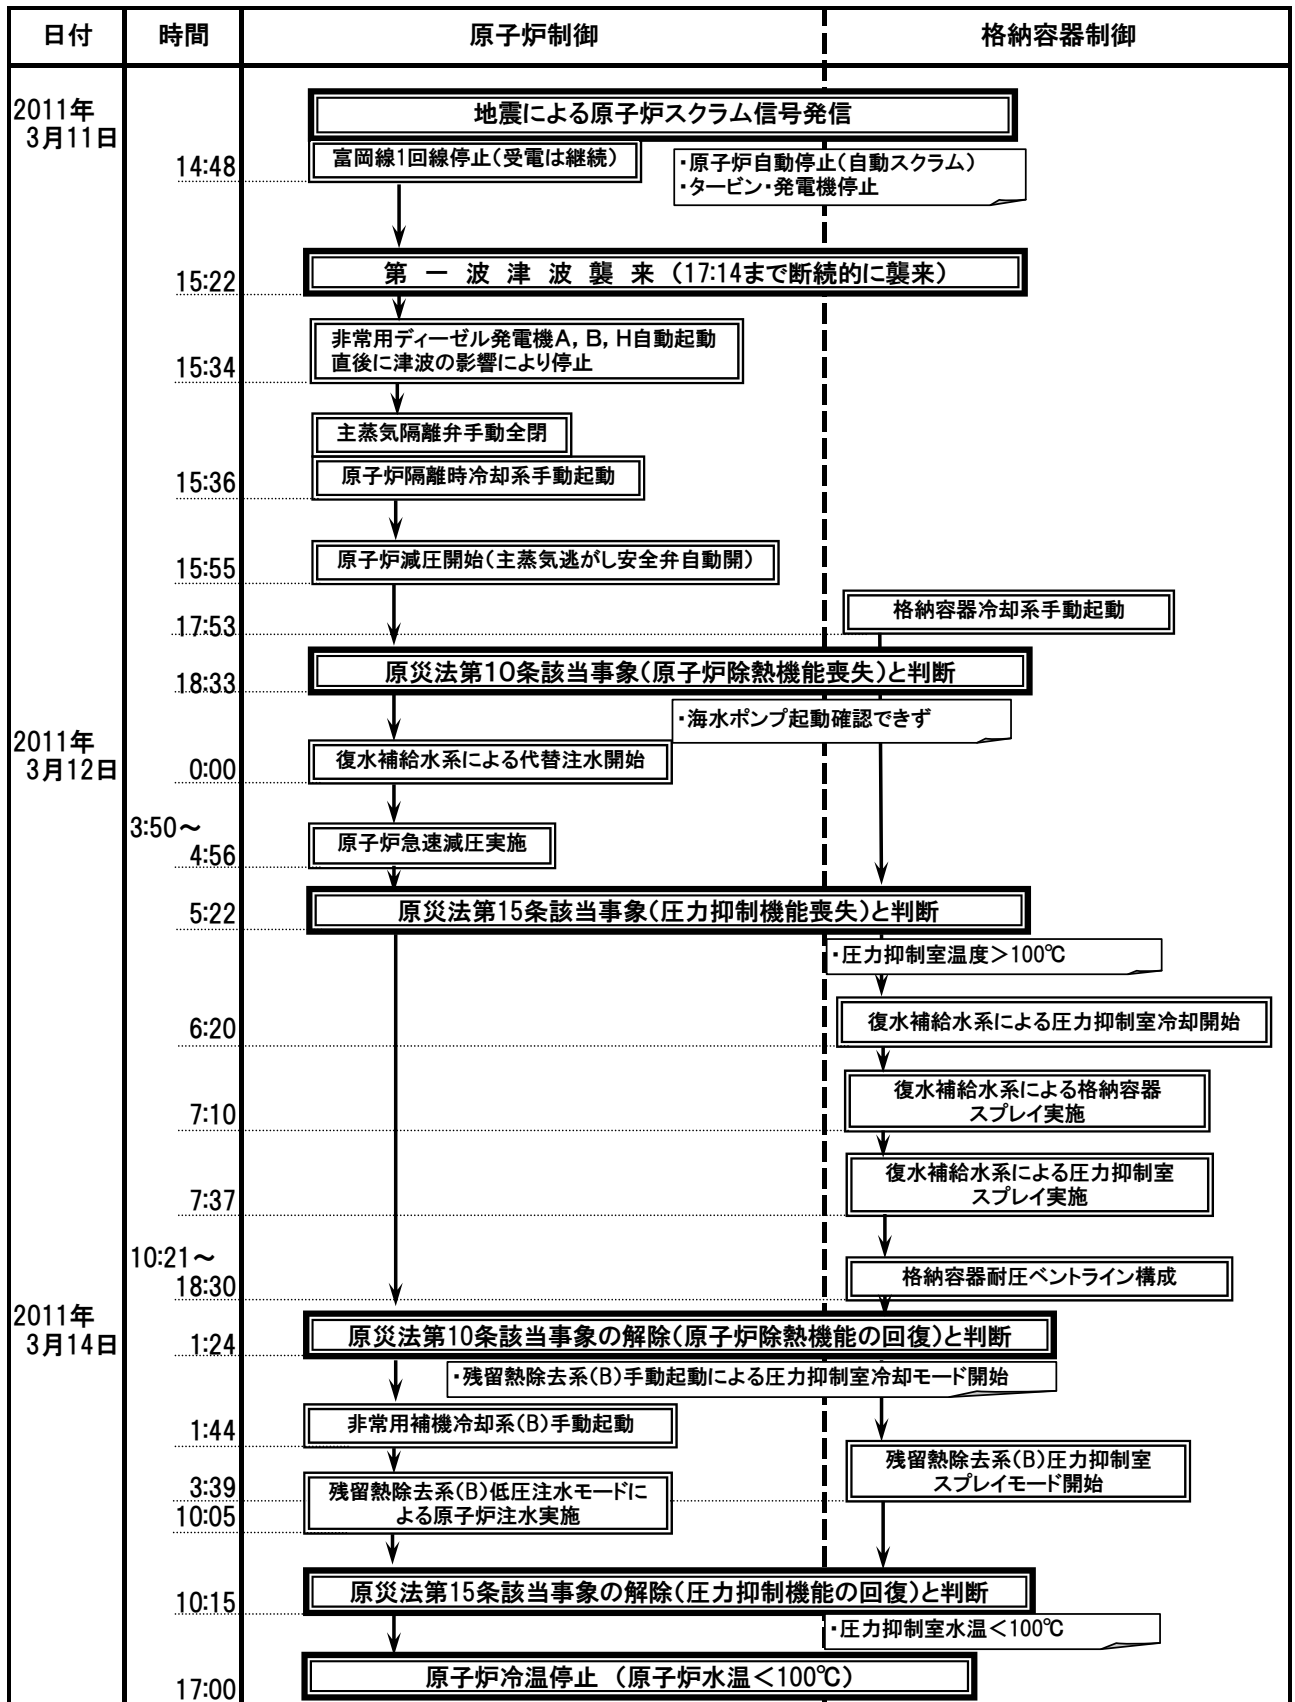 日付
時間
原子炉制御
格納容器制御
2011年
3月11日
地震による原子炉スクラム信号発信
14:48
富岡線1回線停止(受電は継続)
・原子炉自動停止(自動スクラム)
・タービン・発電機停止
15:22
第一波津波襲来 (17:14まで断続的に襲来)
15:34
非常用ディーゼル発電機A, B, H自動起動
直後に津波の影響により停止
主蒸気隔離弁手動全閉
15:36
原子炉隔離時冷却系手動起動
15:55
原子炉減圧開始(主蒸気逃がし安全弁自動開)
17:53
格納容器冷却系手動起動
18:33
原災法第10条該当事象(原子炉除熱機能喪失)と判断
・海水ポンプ起動確認できず
2011年
3月12日
0:00
復水補給水系による代替注水開始
3:50～
4:56
原子炉急速減圧実施
5:22
原災法第15条該当事象(圧力抑制機能喪失)と判断
・圧力抑制室温度＞100℃
6:20
復水補給水系による圧力抑制室冷却開始
7:10
復水補給水系による格納容器
スプレイ実施
7:37
復水補給水系による圧力抑制室
スプレイ実施
10:21～
18:30
格納容器耐圧ベントライン構成
2011年
3月14日
1:24
原災法第10条該当事象の解除(原子炉除熱機能の回復)と判断
・残留熱除去系(B)手動起動による圧力抑制室冷却モード開始
1:44
非常用補機冷却系(B)手動起動
3:39
残留熱除去系(B)圧力抑制室
スプレイモード開始
10:05
残留熱除去系(B)低圧注水モードに
よる原子炉注水実施
10:15
原災法第15条該当事象の解除(圧力抑制機能の回復)と判断
・圧力抑制室水温＜100℃
17:00
原子炉冷温停止 (原子炉水温＜100℃)